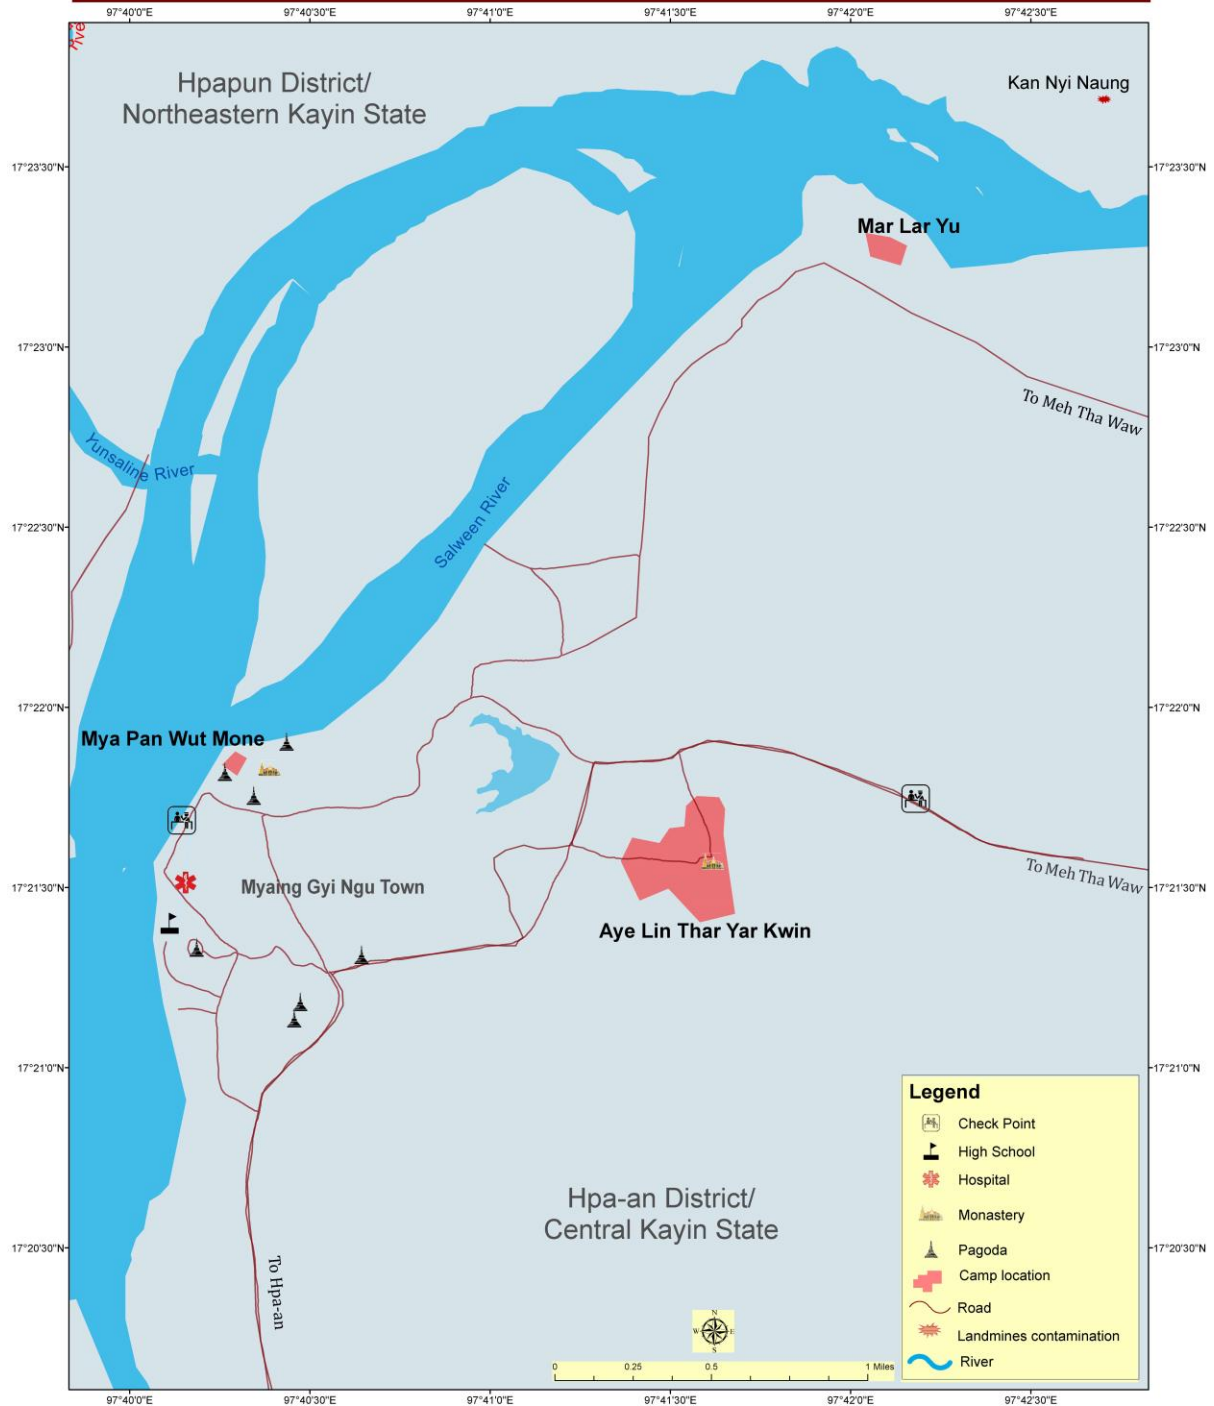 97°40'0"E 97°40'30"E 97°41'0"E 97°41'30"E 97°42'0"E 97°42'30"E
Hpapun District/
Northeastern Kayin State
Kan Nyi Naung
17°23'30"N 17°23'30"N
Mar Lar Yu
17°23'0"N 17°23'0"N
To Meh Tha Waw
Yunsaline River
Salween River
17°22'30"N 17°22'30"N
17°22'0"N 17°22'0"N
Mya Pan Wut Mone
To Meh Tha Waw
17°21'30"N 17°21'30"N
Myaing Gyi Ngu Town
Aye Lin Thar Yar Kwin
17°21'0"N 17°21'0"N
Legend
Check Point
High School
Hospital
Monastery
Pagoda
Camp location
Road
Landmines contamination
River
Hpa-an District/
Central Kayin State
17°20'30"N 17°20'30"N
To Hpa-an
N
W E
S
0 0.25 0.5 1 Miles
97°40'0"E 97°40'30"E 97°41'0"E 97°41'30"E 97°42'0"E 97°42'30"E